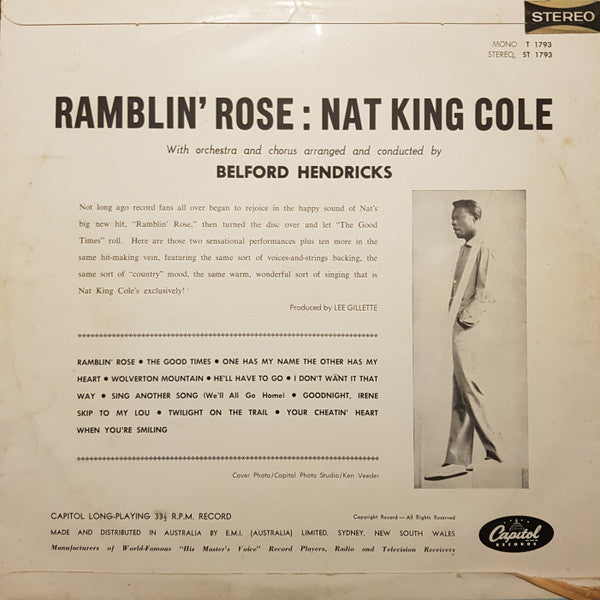 STEREO
MONO T 1793
STEREO, ST 1793
RAMBLIN' ROSE : NAT KING COLE
With orchestra and chorus arranged and conducted by
BELFORD HENDRICKS
Not long ago record fans all over began to rejoice in the happy sound of Nat's
big new hit, "Ramblin' Rose," then turned the disc over and let "The Good
Times" roll. Here are those two sensational performances plus ten more in the
same hit-making vein, featuring the same sort of voices-and-strings backing, the
same sort of "country" mood, the same warm, wonderful sort of singing that is
Nat King Cole's exclusively!
Produced by LEE GILLETTE
RAMBLIN' ROSE • THE GOOD TIMES • ONE HAS MY NAME THE OTHER HAS MY
HEART • WOLVERTON MOUNTAIN • HE'LL HAVE TO GO • I DON'T WANT IT THAT
WAY • SING ANOTHER SONG (We'll All Go Home) • GOODNIGHT, IRENE
SKIP TO MY LOU • TWILIGHT ON THE TRAIL • YOUR CHEATIN' HEART
WHEN YOU'RE SMILING
Cover Photo/Capitol Photo Studio/Ken Veeder
CAPITOL LONG-PLAYING 33⅓ R.P.M. RECORD
Copyright Record — All Rights Reserved
MADE AND DISTRIBUTED IN AUSTRALIA BY E.M.I. (AUSTRALIA) LIMITED, SYDNEY, NEW SOUTH WALES
Manufacturers of World-Famous "His Master's Voice" Record Players, Radio and Television Receivers
Capitol
RECORDS